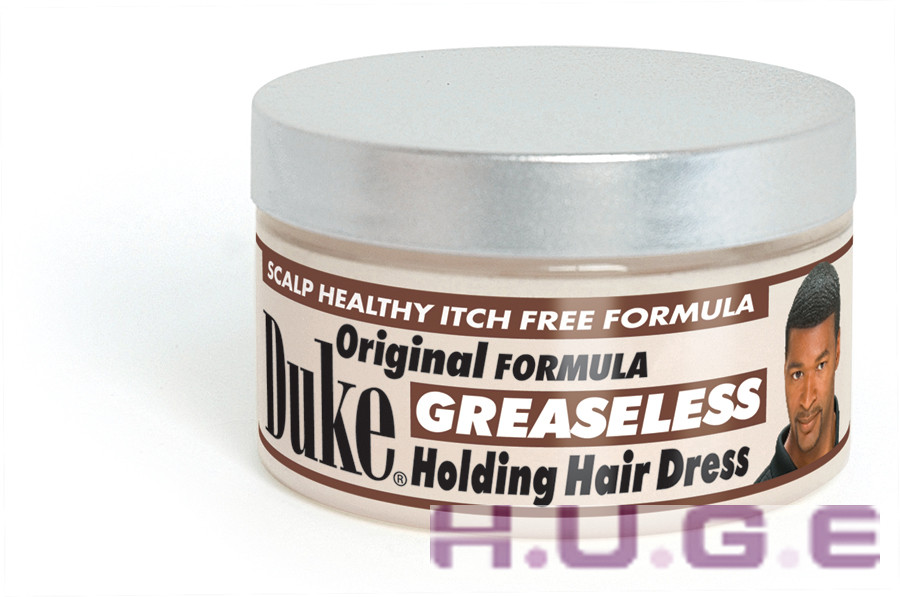 SCALP HEALTHY ITCH FREE FORMULA
Original FORMULA
Duke®
GREASELESS
Holding Hair Dress
H.U.G.E